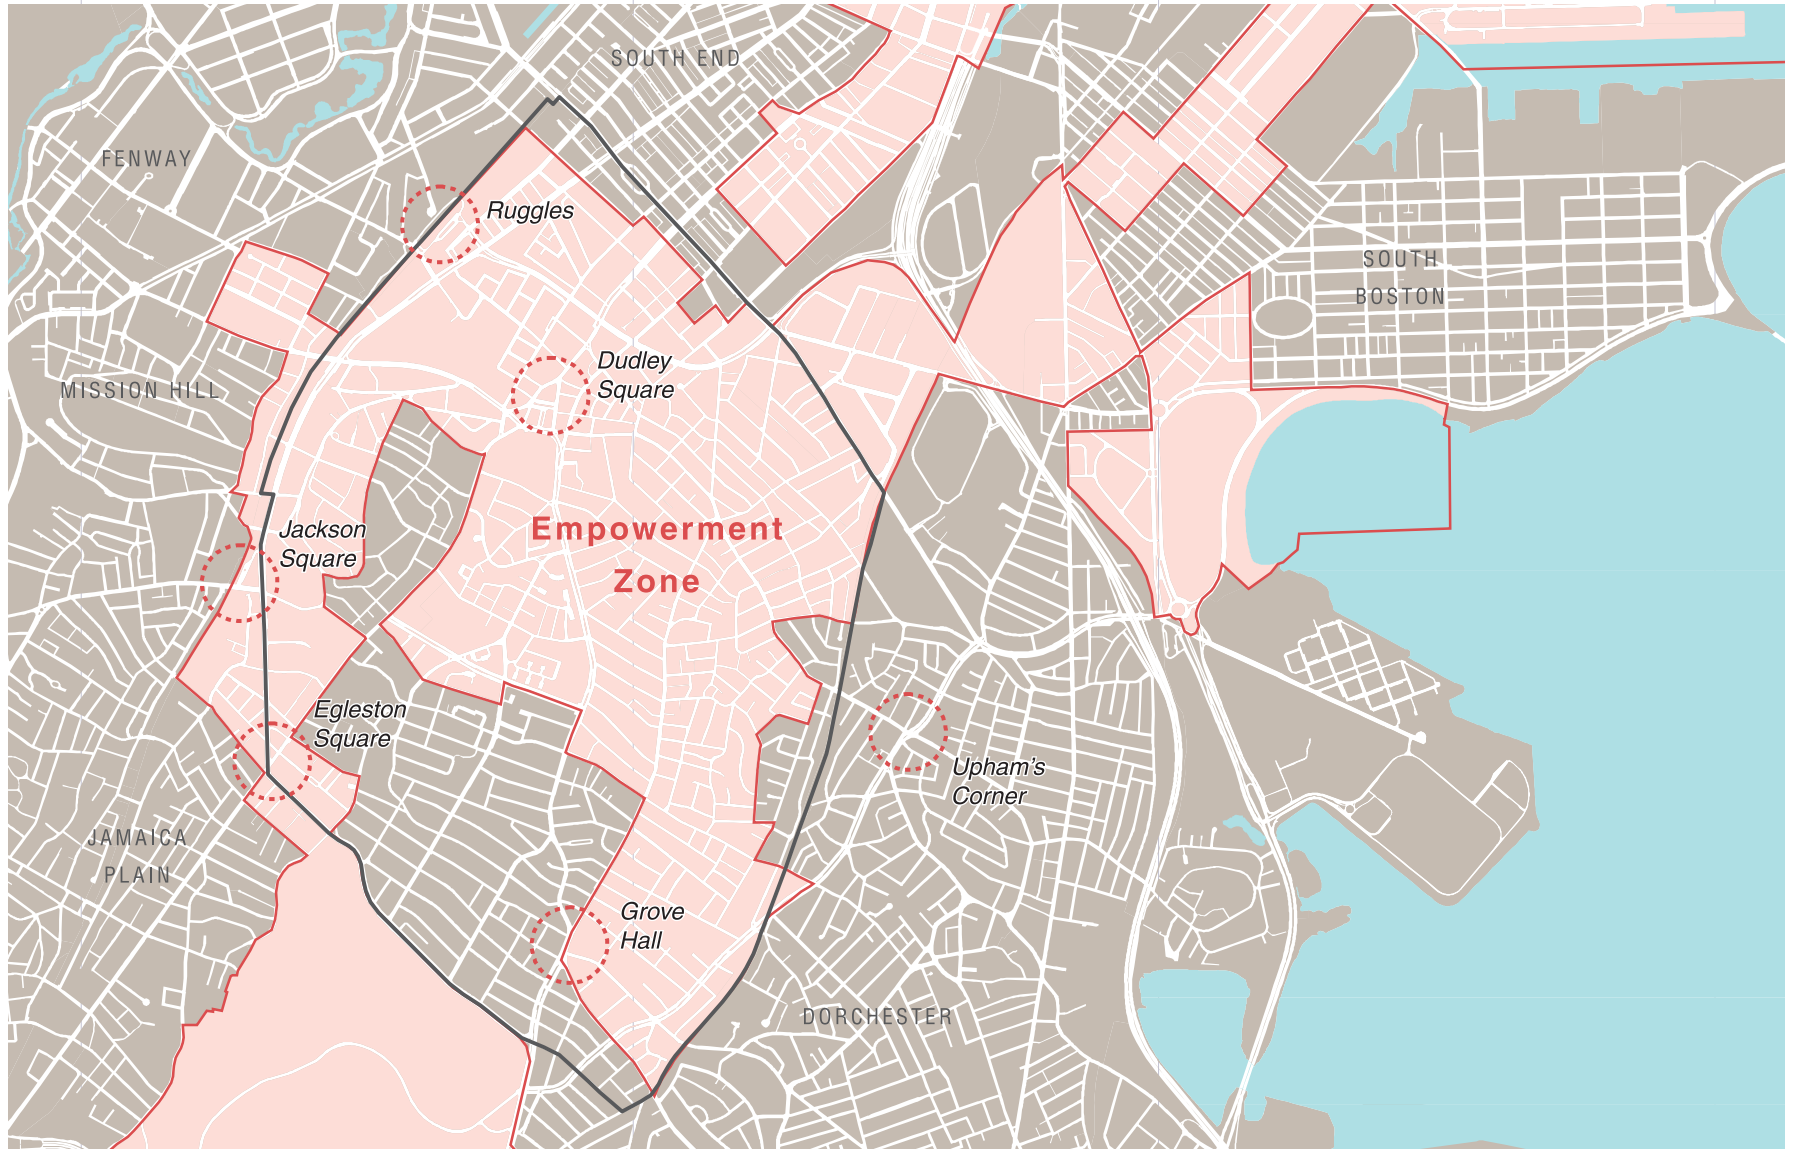 SOUTH END
FENWAY
Ruggles
SOUTH
BOSTON
Dudley
Square
MISSION HILL
Empowerment
Zone
Jackson
Square
Egleston
Square
Upham's
Corner
JAMAICA
PLAIN
Grove
Hall
DORCHESTER